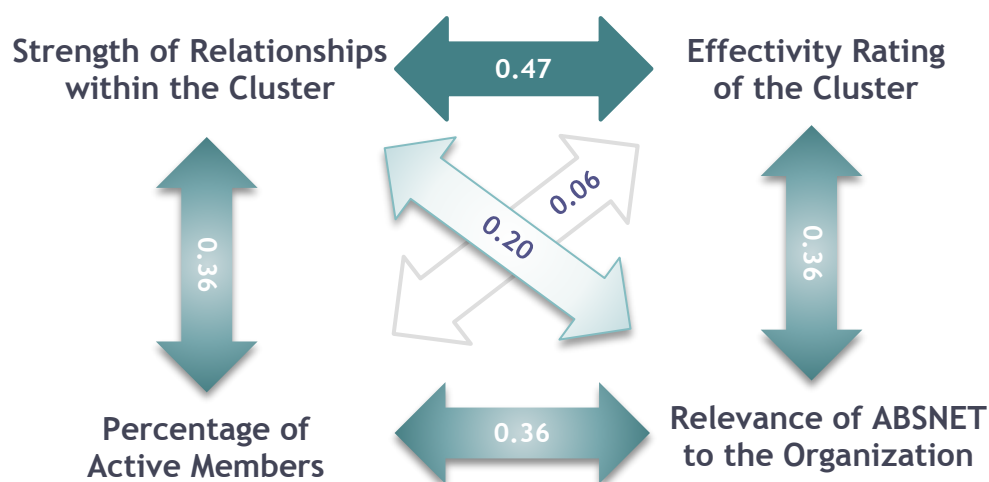 Strength of Relationships
within the Cluster
0.47
Effectivity Rating
of the Cluster
0.06
0.20
0.36
0.36
Percentage of
Active Members
0.36
Relevance of ABSNET
to the Organization